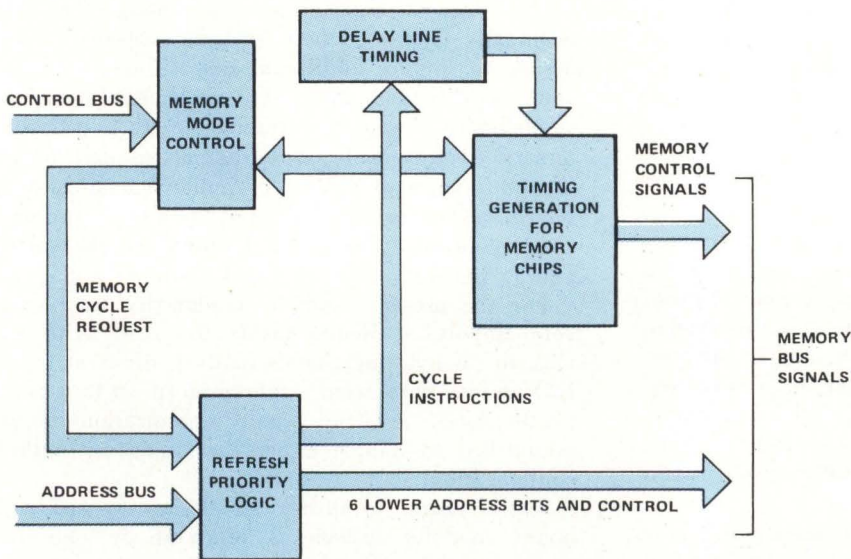 DELAY LINE
TIMING
CONTROL BUS
MEMORY
MODE
CONTROL
MEMORY
CONTROL
SIGNALS
TIMING
GENERATION
FOR
MEMORY
CHIPS
MEMORY
CYCLE
REQUEST
MEMORY
BUS
SIGNALS
CYCLE
INSTRUCTIONS
REFRESH
PRIORITY
LOGIC
ADDRESS BUS
6 LOWER ADDRESS BITS AND CONTROL